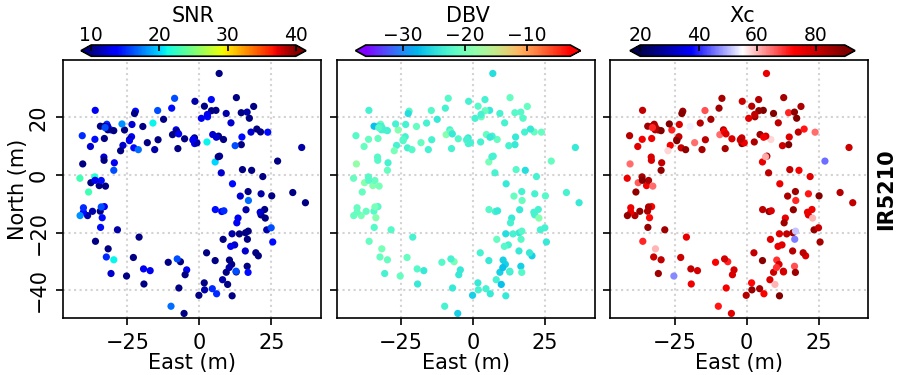 SNR DBV Xc
10 20 30 40 −30 −20 −10 20 40 60 80
20
0
−20
−40
North (m)
IR5210
−25 0 25 −25 0 25 −25 0 25
East (m) East (m) East (m)